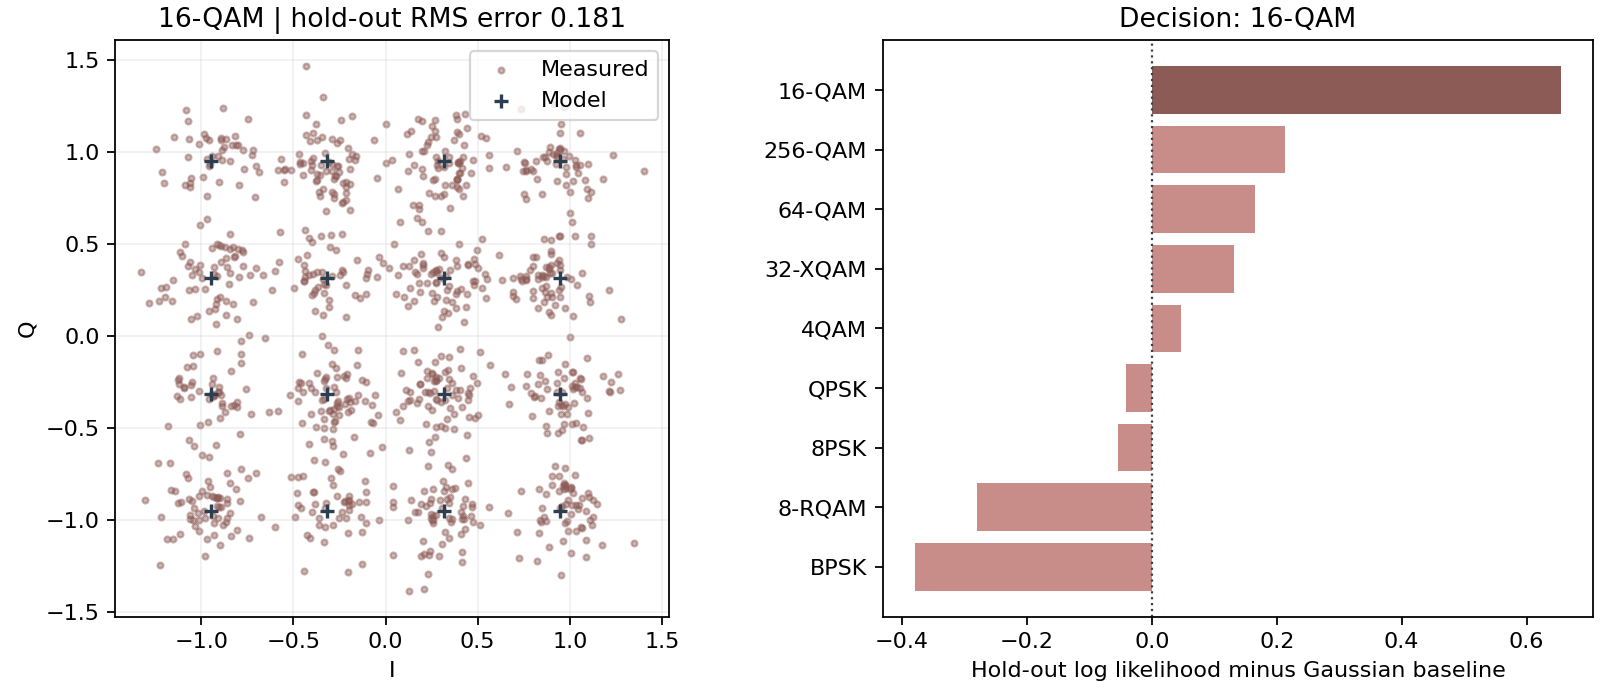 16-QAM | hold-out RMS error 0.181
1.5
1.0
0.5
0.0
−0.5
−1.0
−1.5
Q
−1.0
−0.5
0.0
0.5
1.0
1.5
I
Measured
Model
Decision: 16-QAM
16-QAM
256-QAM
64-QAM
32-XQAM
4QAM
QPSK
8PSK
8-RQAM
BPSK
−0.4
−0.2
0.0
0.2
0.4
0.6
Hold-out log likelihood minus Gaussian baseline